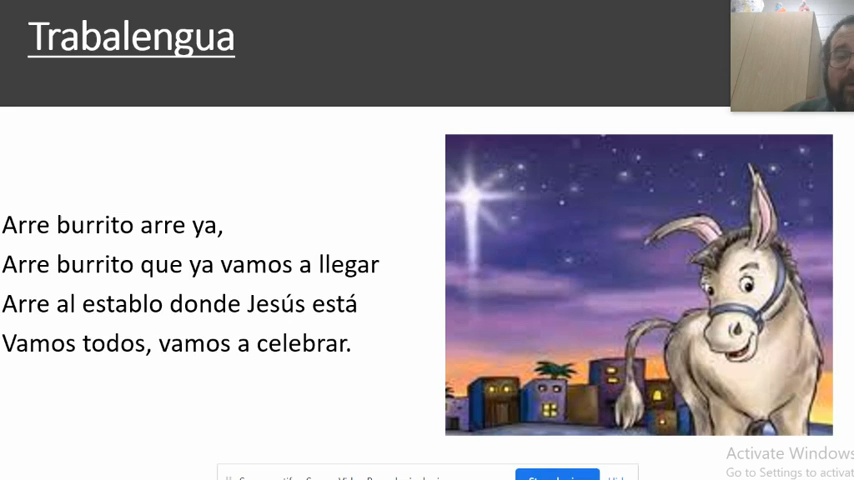 Trabalengua
Arre burrito arre ya,
Arre burrito que ya vamos a llegar
Arre al establo donde Jesús está
Vamos todos, vamos a celebrar.
Activate Windows
Go to Settings to activat